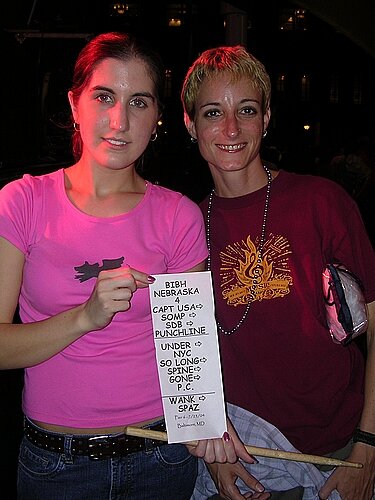 BIBH
NEBRASKA
4
CAPT USA⇨
SOMP ⇨
SDB ⇨
PUNCHLINE
UNDER ⇨
NYC
SO LONG⇨
SPINE⇨
GONE⇨
P.C.
WANK ⇨
SPAZ
Baltimore, MD